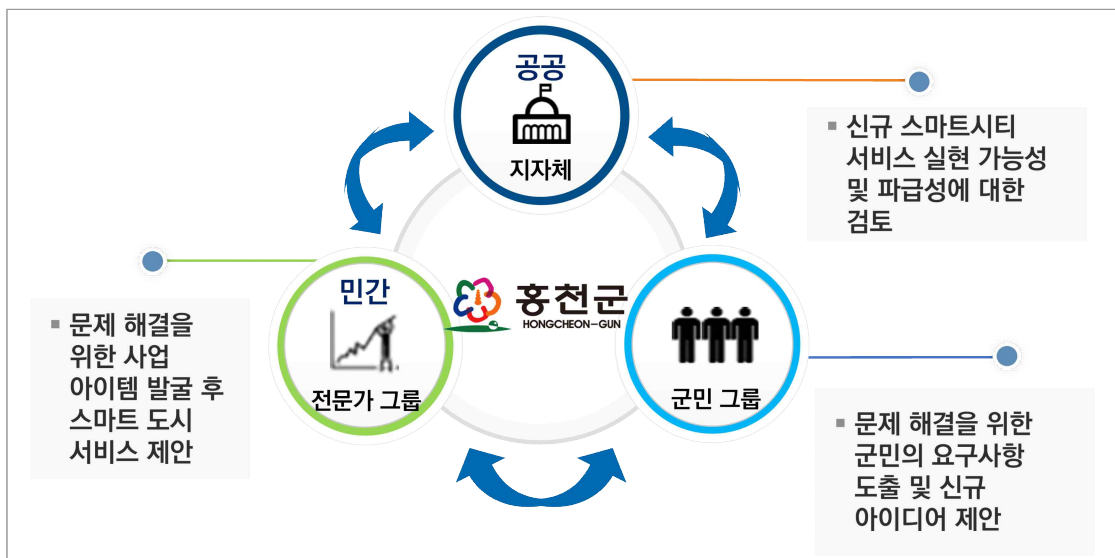 공공
지자체
▪ 신규 스마트시티
서비스 실현 가능성
및 파급성에 대한
검토
민간
전문가 그룹
홍천군
HONGCHEON-GUN
군민 그룹
▪ 문제 해결을
위한 사업
아이템 발굴 후
스마트 도시
서비스 제안
▪ 문제 해결을 위한
군민의 요구사항
도출 및 신규
아이디어 제안